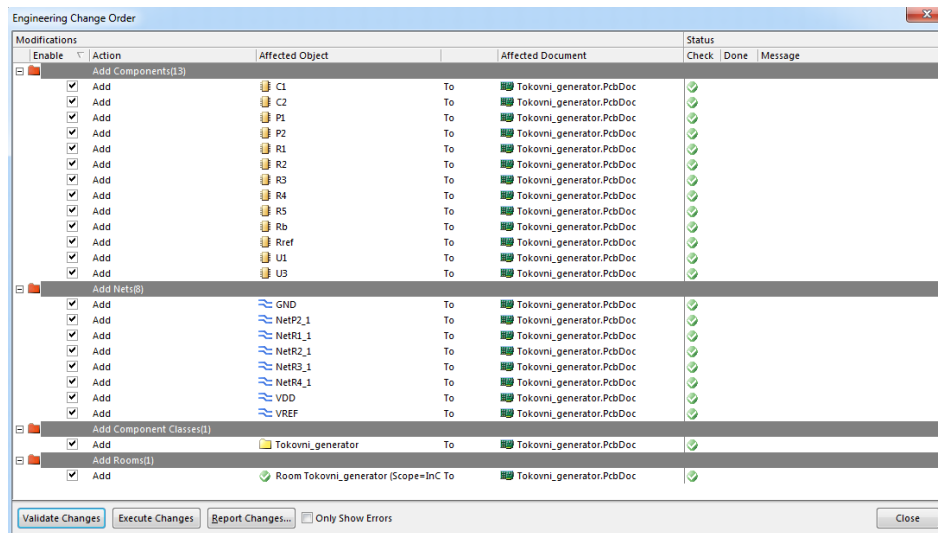 Engineering Change Order
Modifications Status
Enable Action Affected Object Affected Document Check Done Message
Add Components(13)
Add C1 To Tokovni_generator.PcbDoc
Add C2 To Tokovni_generator.PcbDoc
Add P1 To Tokovni_generator.PcbDoc
Add P2 To Tokovni_generator.PcbDoc
Add R1 To Tokovni_generator.PcbDoc
Add R2 To Tokovni_generator.PcbDoc
Add R3 To Tokovni_generator.PcbDoc
Add R4 To Tokovni_generator.PcbDoc
Add R5 To Tokovni_generator.PcbDoc
Add Rb To Tokovni_generator.PcbDoc
Add Rref To Tokovni_generator.PcbDoc
Add U1 To Tokovni_generator.PcbDoc
Add U3 To Tokovni_generator.PcbDoc
Add Nets(8)
Add GND To Tokovni_generator.PcbDoc
Add NetP2_1 To Tokovni_generator.PcbDoc
Add NetR1_1 To Tokovni_generator.PcbDoc
Add NetR2_1 To Tokovni_generator.PcbDoc
Add NetR3_1 To Tokovni_generator.PcbDoc
Add NetR4_1 To Tokovni_generator.PcbDoc
Add VDD To Tokovni_generator.PcbDoc
Add VREF To Tokovni_generator.PcbDoc
Add Component Classes(1)
Add Tokovni_generator To Tokovni_generator.PcbDoc
Add Rooms(1)
Add Room Tokovni_generator (Scope=InC To Tokovni_generator.PcbDoc
Validate Changes Execute Changes Report Changes... Only Show Errors Close